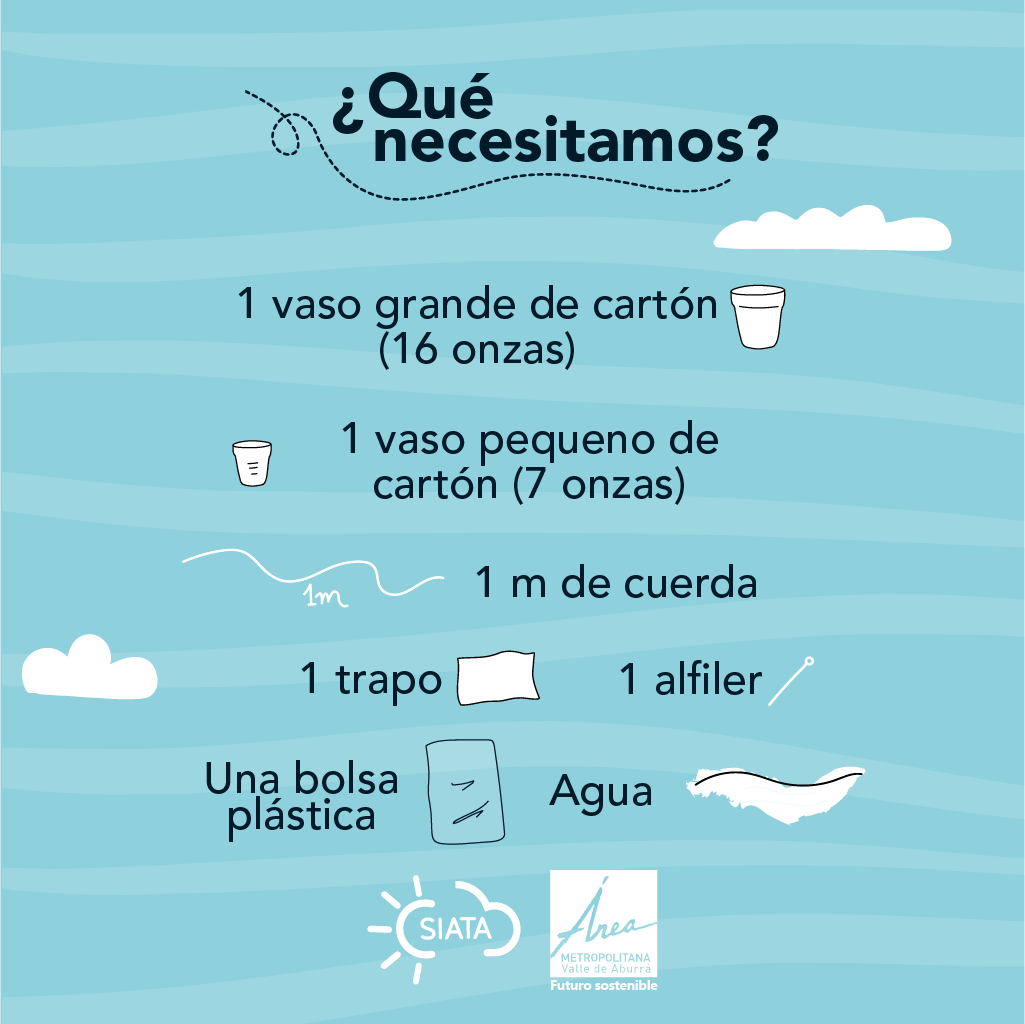 ¿Qué
necesitamos?
1 vaso grande de cartón
(16 onzas)
1 vaso pequeno de
cartón (7 onzas)
1m
1 m de cuerda
1 trapo
1 alfiler
Una bolsa
plástica
Agua
SIATA
Área
METROPOLITANA
Valle de Aburrá
Futuro sostenible